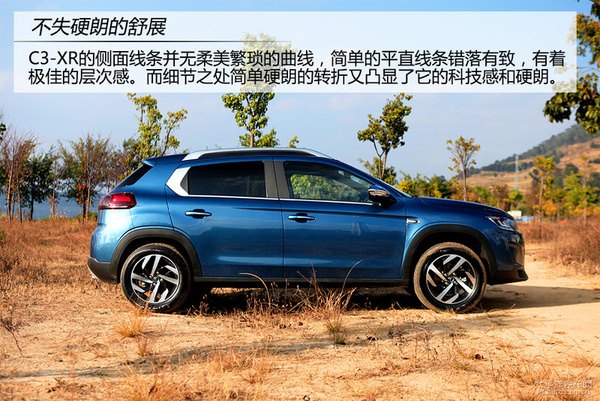 不失硬朗的舒展
C3-XR的侧面线条并无柔美繁琐的曲线，简单的平直线条错落有致，有着
极佳的层次感。而细节之处简单硬朗的转折又凸显了它的科技感和硬朗。